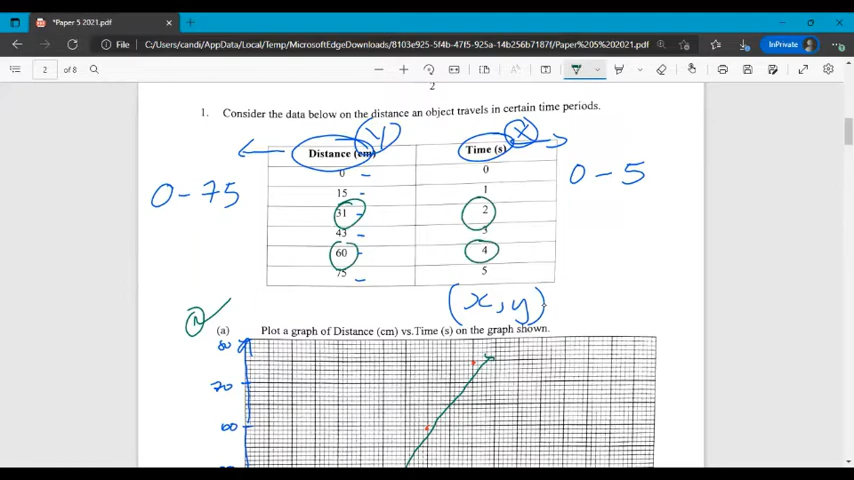 *Paper 5 2021.pdf
File
C:/Users/candi/AppData/Local/Temp/MicrosoftEdgeDownloads/8103e925-5f4b-47f5-925a-14b256b7187f/Paper%205%202021.pdf
InPrivate
2 of 8
2
1. Consider the data below on the distance an object travels in certain time periods.
y x
Distance (cm) Time (s)
0 0
0 - 75 0 - 5
15 1
31 2
43 3
60 4
75 5
(x, y)
(a) Plot a graph of Distance (cm) vs.Time (s) on the graph shown.
80
70
60